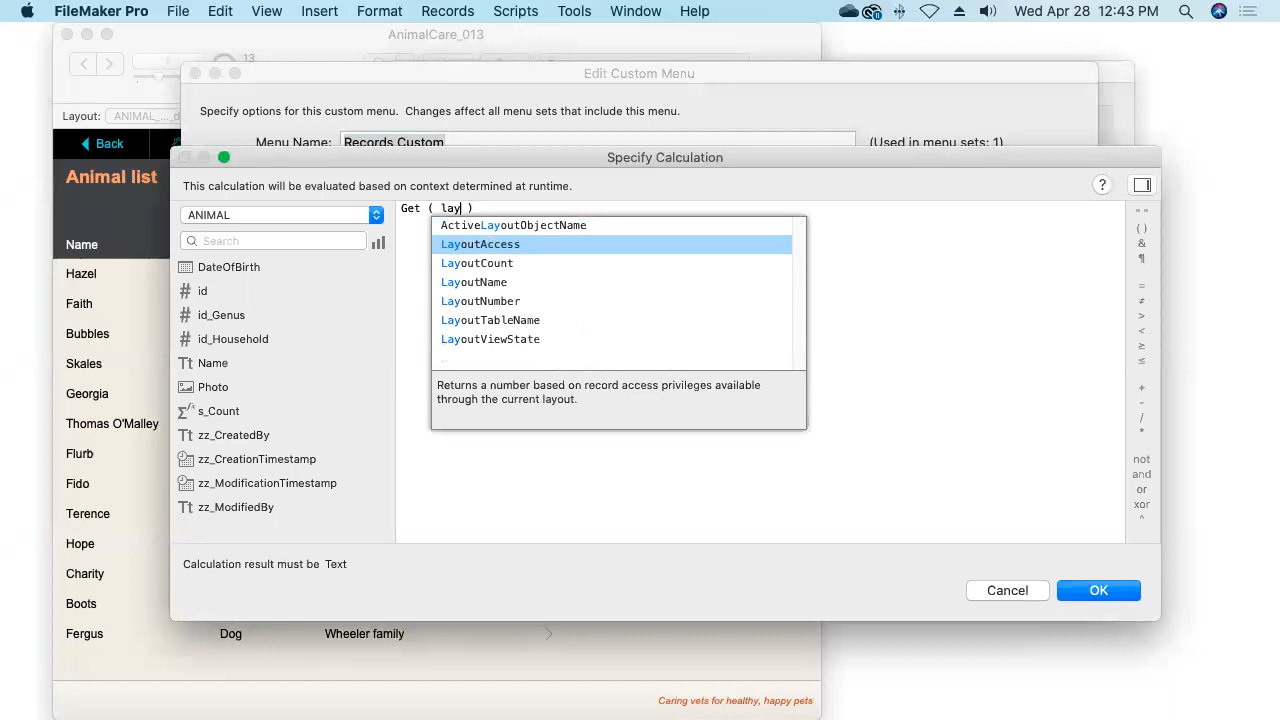 FileMaker Pro File Edit View Insert Format Records Scripts Tools Window Help Wed Apr 28 12:43 PM
AnimalCare_013
13
Edit Custom Menu
Layout:
Specify options for this custom menu. Changes affect all menu sets that include this menu.
Back
Menu Name: Records Custom (Used in menu sets: 1)
Specify Calculation
Animal list
This calculation will be evaluated based on context determined at runtime.
?
ANIMAL
Search
Get ( lay )
ActiveLayoutObjectName
LayoutAccess
LayoutCount
LayoutName
LayoutNumber
LayoutTableName
LayoutViewState
Returns a number based on record access privileges available
through the current layout.
DateOfBirth
id
id_Genus
id_Household
Name
Photo
s_Count
zz_CreatedBy
zz_CreationTimestamp
zz_ModificationTimestamp
zz_ModifiedBy
" "
( )
&
¶
=
≠
>
<
≥
≤
+
-
/
*
not
and
or
xor
^
Calculation result must be Text
Cancel OK
Name
Hazel
Faith
Bubbles
Skales
Georgia
Thomas O'Malley
Flurb
Fido
Terence
Hope
Charity
Boots
Fergus Dog Wheeler family
Caring vets for healthy, happy pets